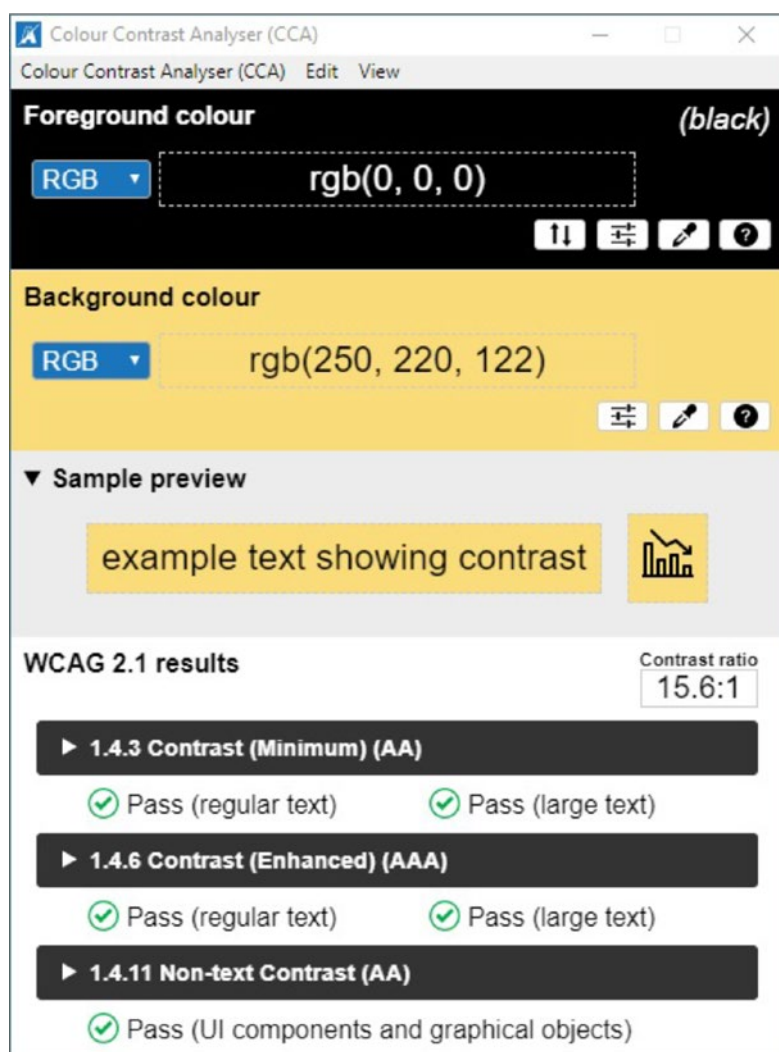 Colour Contrast Analyser (CCA)
Colour Contrast Analyser (CCA) Edit View
Foreground colour (black)
RGB rgb(0, 0, 0)
Background colour
RGB rgb(250, 220, 122)
▼ Sample preview
example text showing contrast
WCAG 2.1 results
Contrast ratio
15.6:1
1.4.3 Contrast (Minimum) (AA)
Pass (regular text) Pass (large text)
1.4.6 Contrast (Enhanced) (AAA)
Pass (regular text) Pass (large text)
1.4.11 Non-text Contrast (AA)
Pass (UI components and graphical objects)